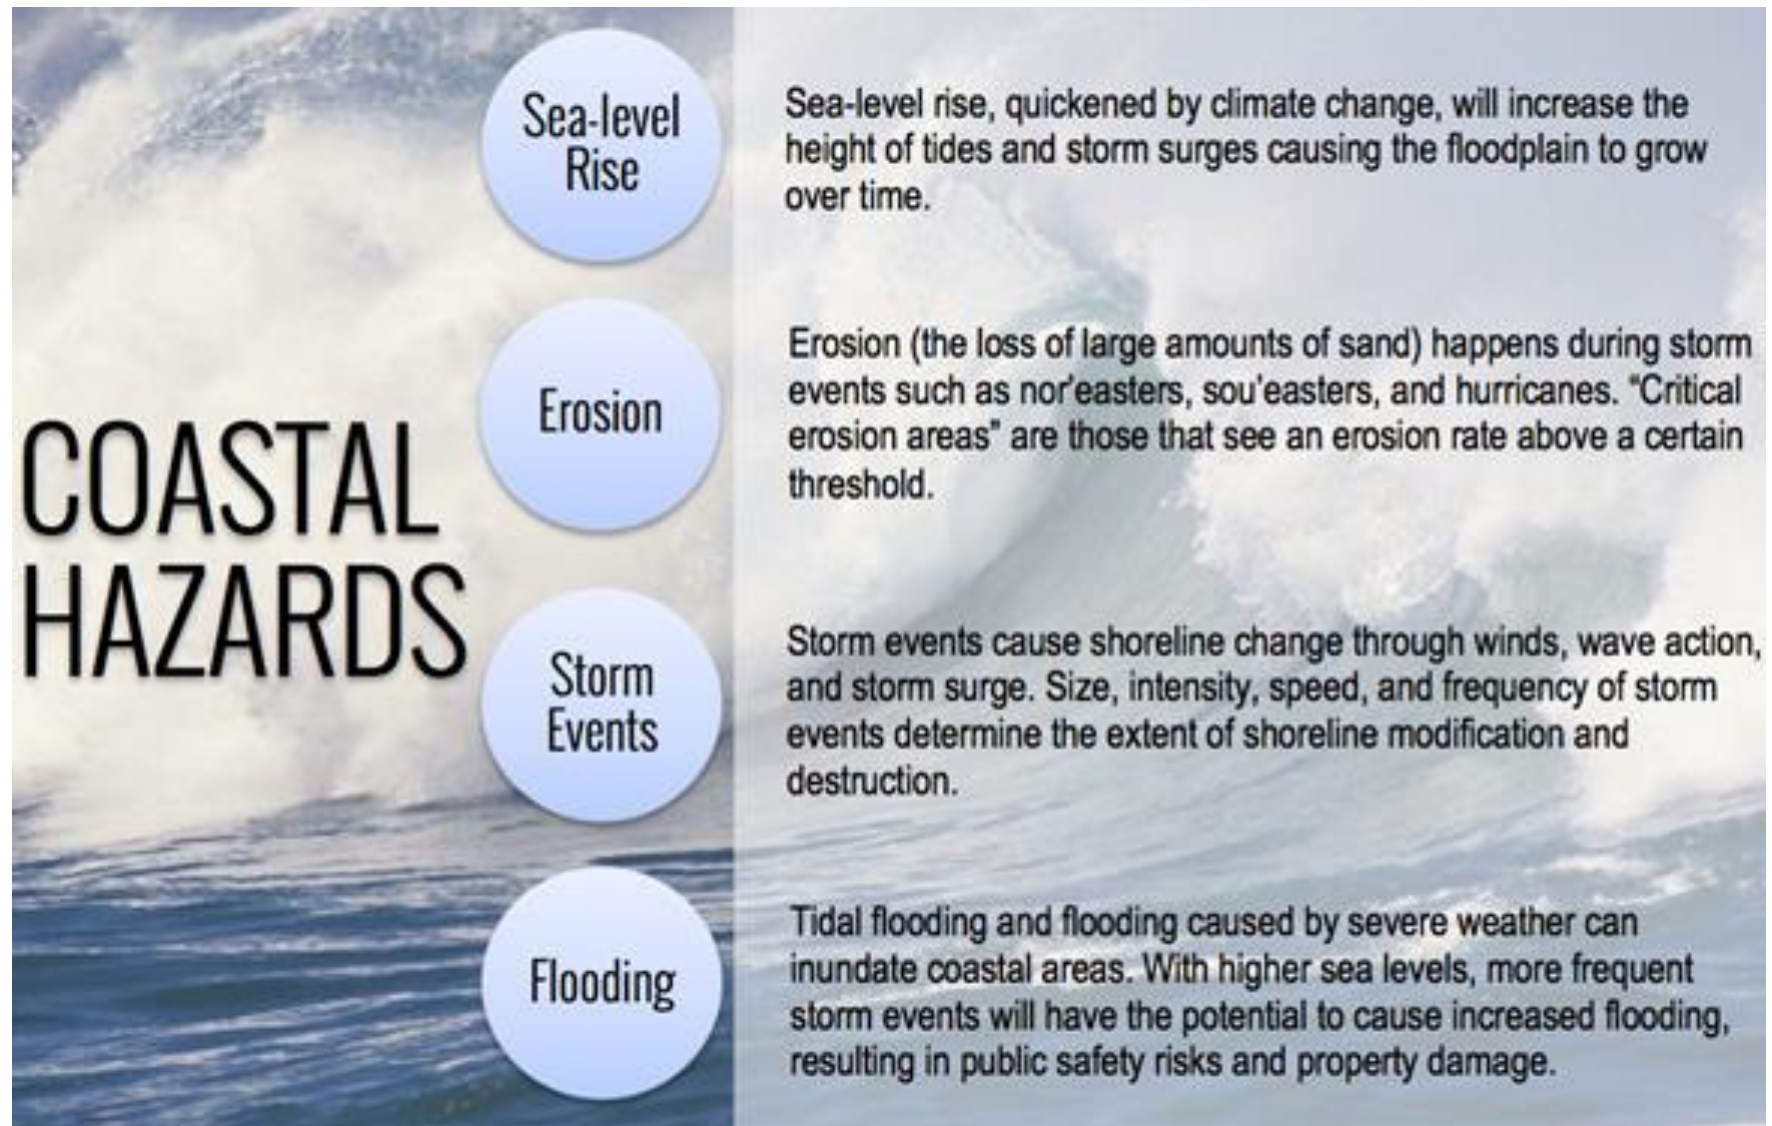 COASTAL
HAZARDS
Sea-level
Rise
Sea-level rise, quickened by climate change, will increase the
height of tides and storm surges causing the floodplain to grow
over time.
Erosion
Erosion (the loss of large amounts of sand) happens during storm
events such as nor'easters, sou'easters, and hurricanes. "Critical
erosion areas" are those that see an erosion rate above a certain
threshold.
Storm
Events
Storm events cause shoreline change through winds, wave action,
and storm surge. Size, intensity, speed, and frequency of storm
events determine the extent of shoreline modification and
destruction.
Flooding
Tidal flooding and flooding caused by severe weather can
inundate coastal areas. With higher sea levels, more frequent
storm events will have the potential to cause increased flooding,
resulting in public safety risks and property damage.